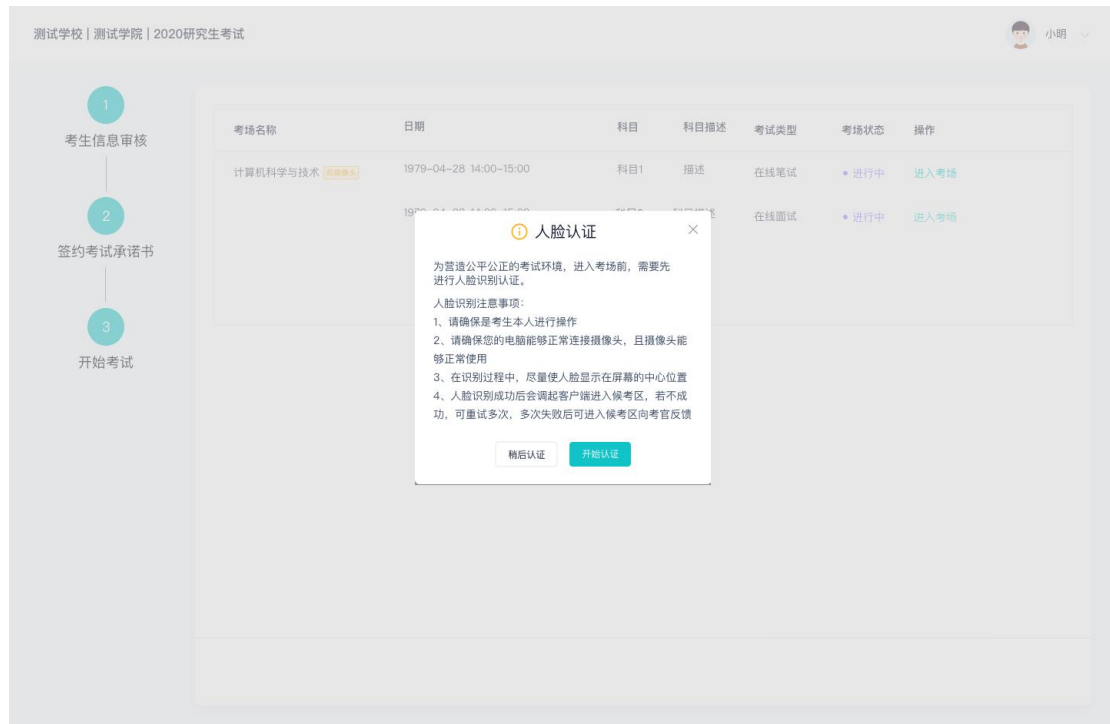 测试学校 | 测试学院 | 2020研究生考试
小明
1
考生信息审核
2
签约考试承诺书
3
开始考试
考场名称 日期 科目 科目描述 考试类型 考场状态 操作
计算机科学与技术 1979-04-28 14:00-15:00 科目1 描述 在线笔试 进行中 进入考场
在线面试 进行中 进入考场
人脸认证
为营造公平公正的考试环境，进入考场前，需要先
进行人脸识别认证。
人脸识别注意事项：
1、请确保是考生本人进行操作
2、请确保您的电脑能够正常连接摄像头，且摄像头能
够正常使用
3、在识别过程中，尽量使人脸显示在屏幕的中心位置
4、人脸识别成功后会调起客户端进入候考区，若不成
功，可重试多次，多次失败后可进入候考区向考官反馈
稍后认证 开始认证